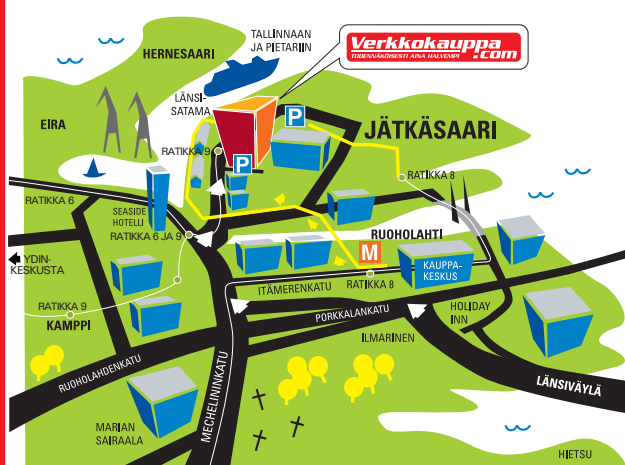 TALLINNAAN
JA PIETARIIN
Verkkokauppa
.com
TODENNÄKÖISESTI AINA HALVEMPI
HERNESAARI
LÄNSI-
SATAMA
EIRA
P
JÄTKÄSAARI
RATIKKA 9
P
RATIKKA 8
RATIKKA 6
SEASIDE
HOTELLI
RATIKKA 6 JA 9
RUOHOLAHTI
M
YDIN-
KESKUSTA
KAUPPA-
KESKUS
ITÄMERENKATU
RATIKKA 8
RATIKKA 9
KAMPPI
PORKKALANKATU
HOLIDAY
INN
ILMARINEN
RUOHOLAHDENKATU
MECHELININKATU
LÄNSIVÄYLÄ
MARIAN
SAIRAALA
HIETSU